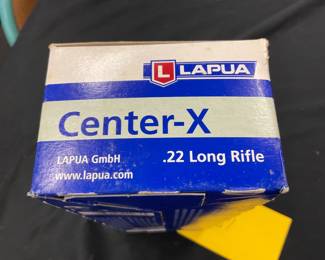 L LAPUA
Center-X
LAPUA GmbH .22 Long Rifle
www.lapua.com